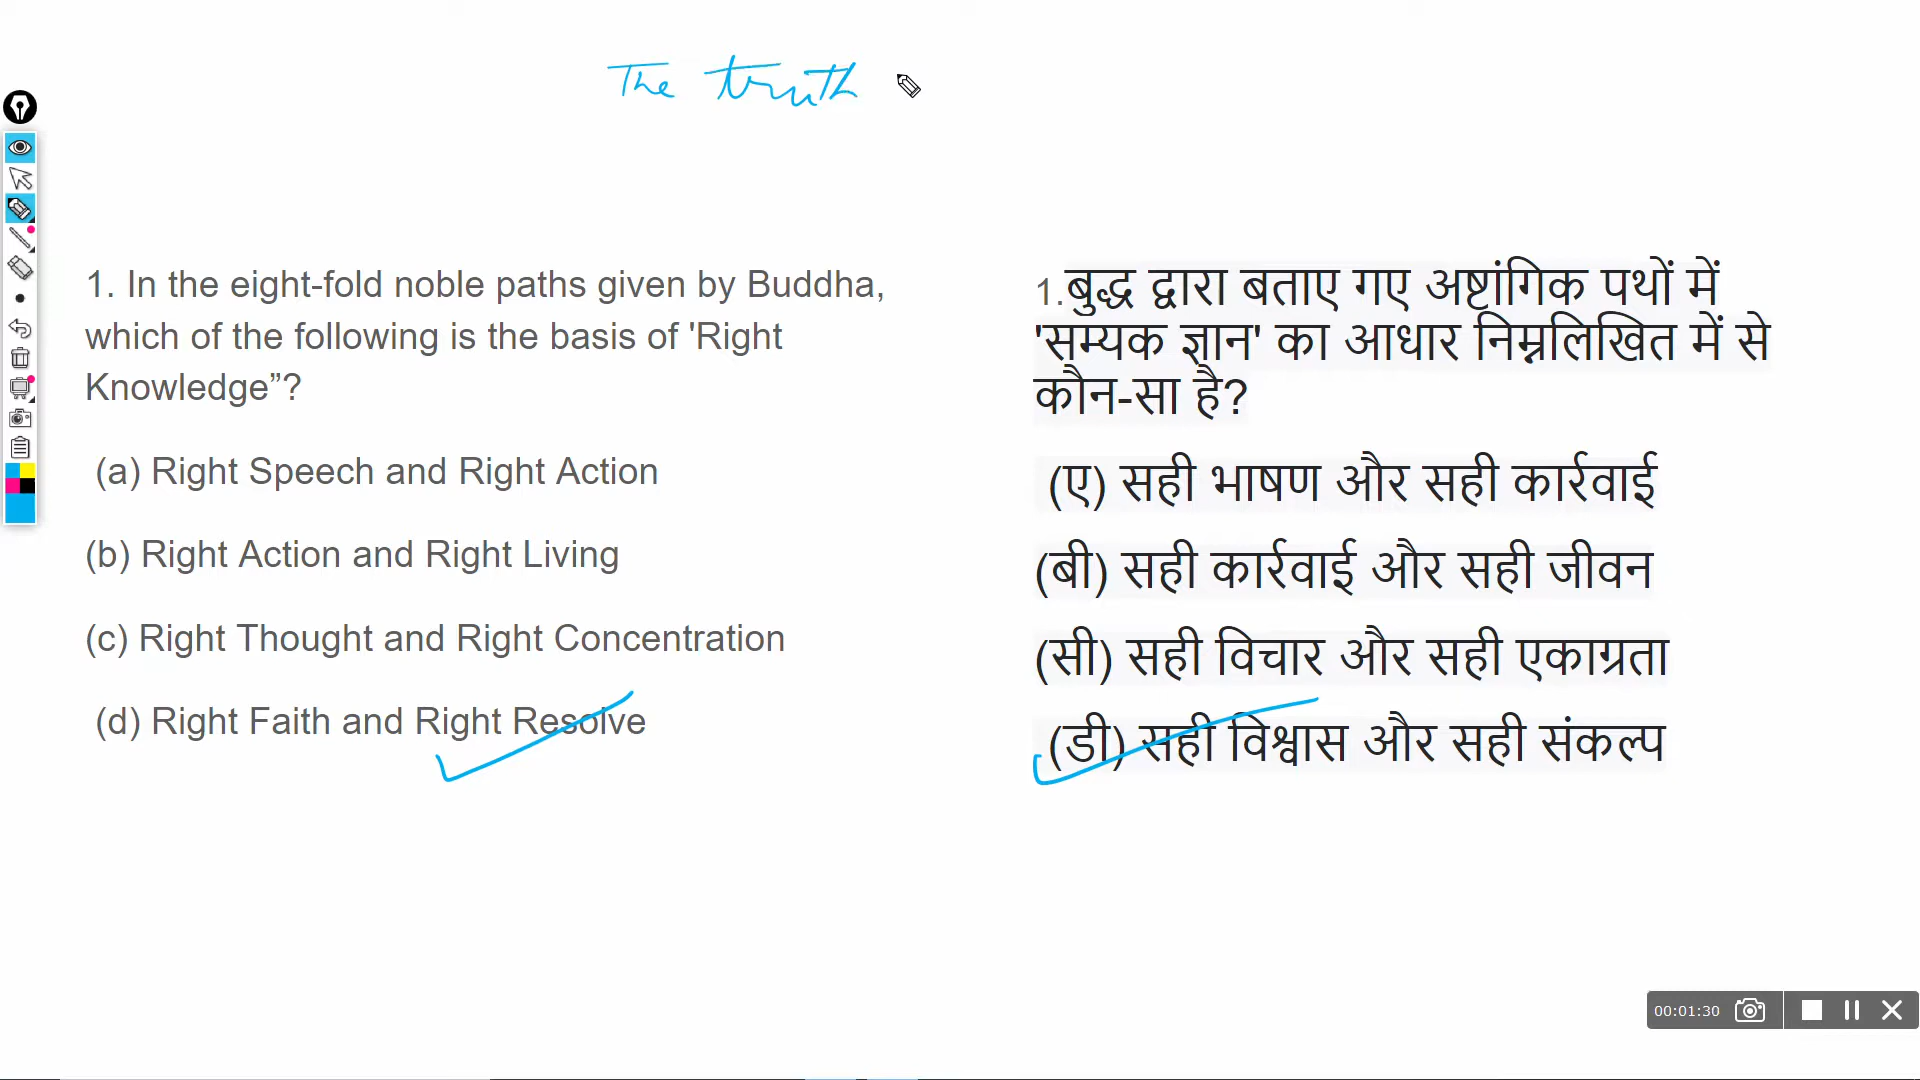 The truth
1. In the eight-fold noble paths given by Buddha,
which of the following is the basis of 'Right
Knowledge”?
(a) Right Speech and Right Action
(b) Right Action and Right Living
(c) Right Thought and Right Concentration
(d) Right Faith and Right Resolve
1.बुद्ध द्वारा बताए गए अष्टांगिक पथों में
'सम्यक ज्ञान' का आधार निम्नलिखित में से
कौन-सा है?
(ए) सही भाषण और सही कार्रवाई
(बी) सही कार्रवाई और सही जीवन
(सी) सही विचार और सही एकाग्रता
(डी) सही विश्वास और सही संकल्प
00:01:30